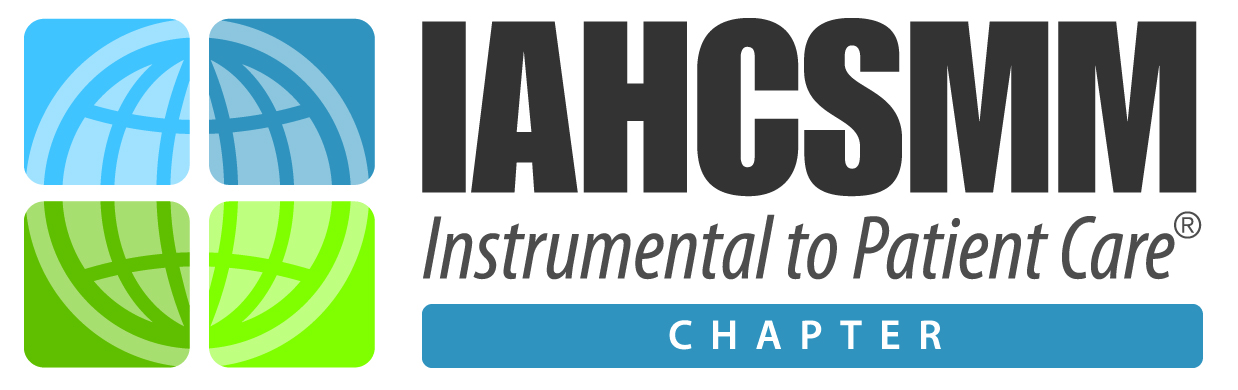 IAHCSMM
Instrumental to Patient Care®
CHAPTER